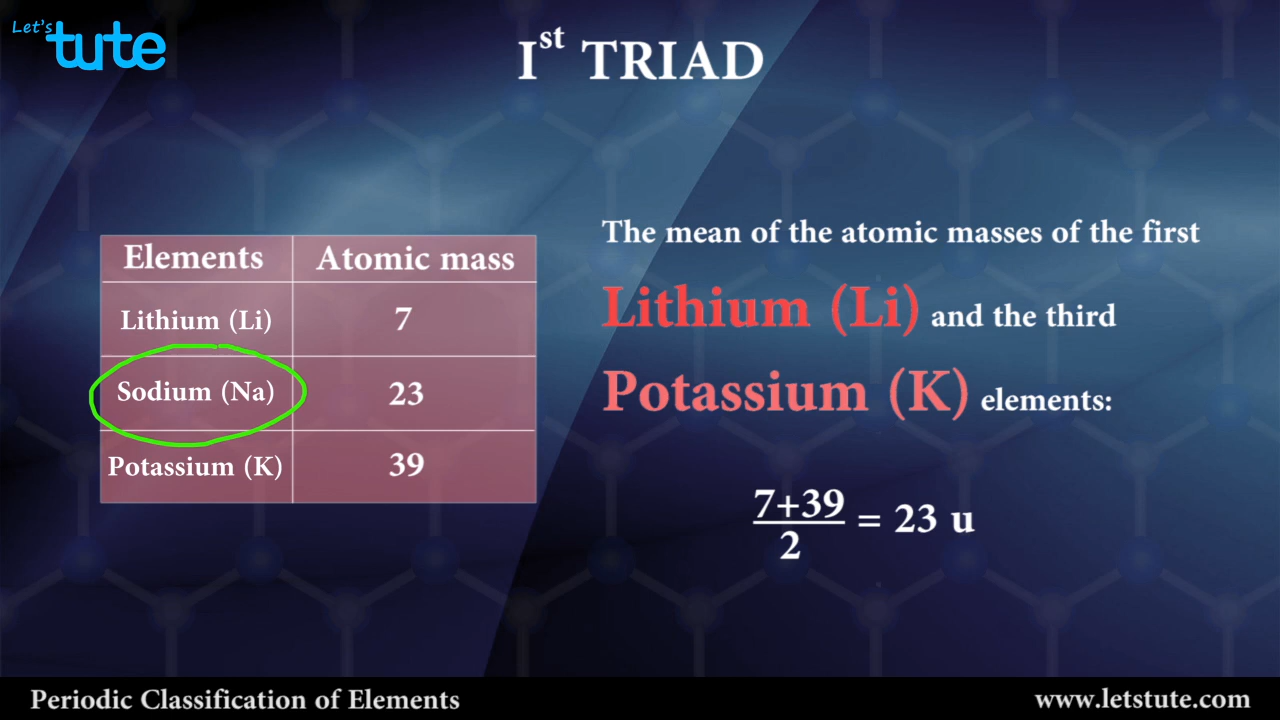 Let's
tute
Ist TRIAD
Elements Atomic mass
Lithium (Li) 7
Sodium (Na) 23
Potassium (K) 39
The mean of the atomic masses of the first
Lithium (Li) and the third
Potassium (K) elements:
7+39
2
= 23 u
Periodic Classification of Elements
www.letstute.com